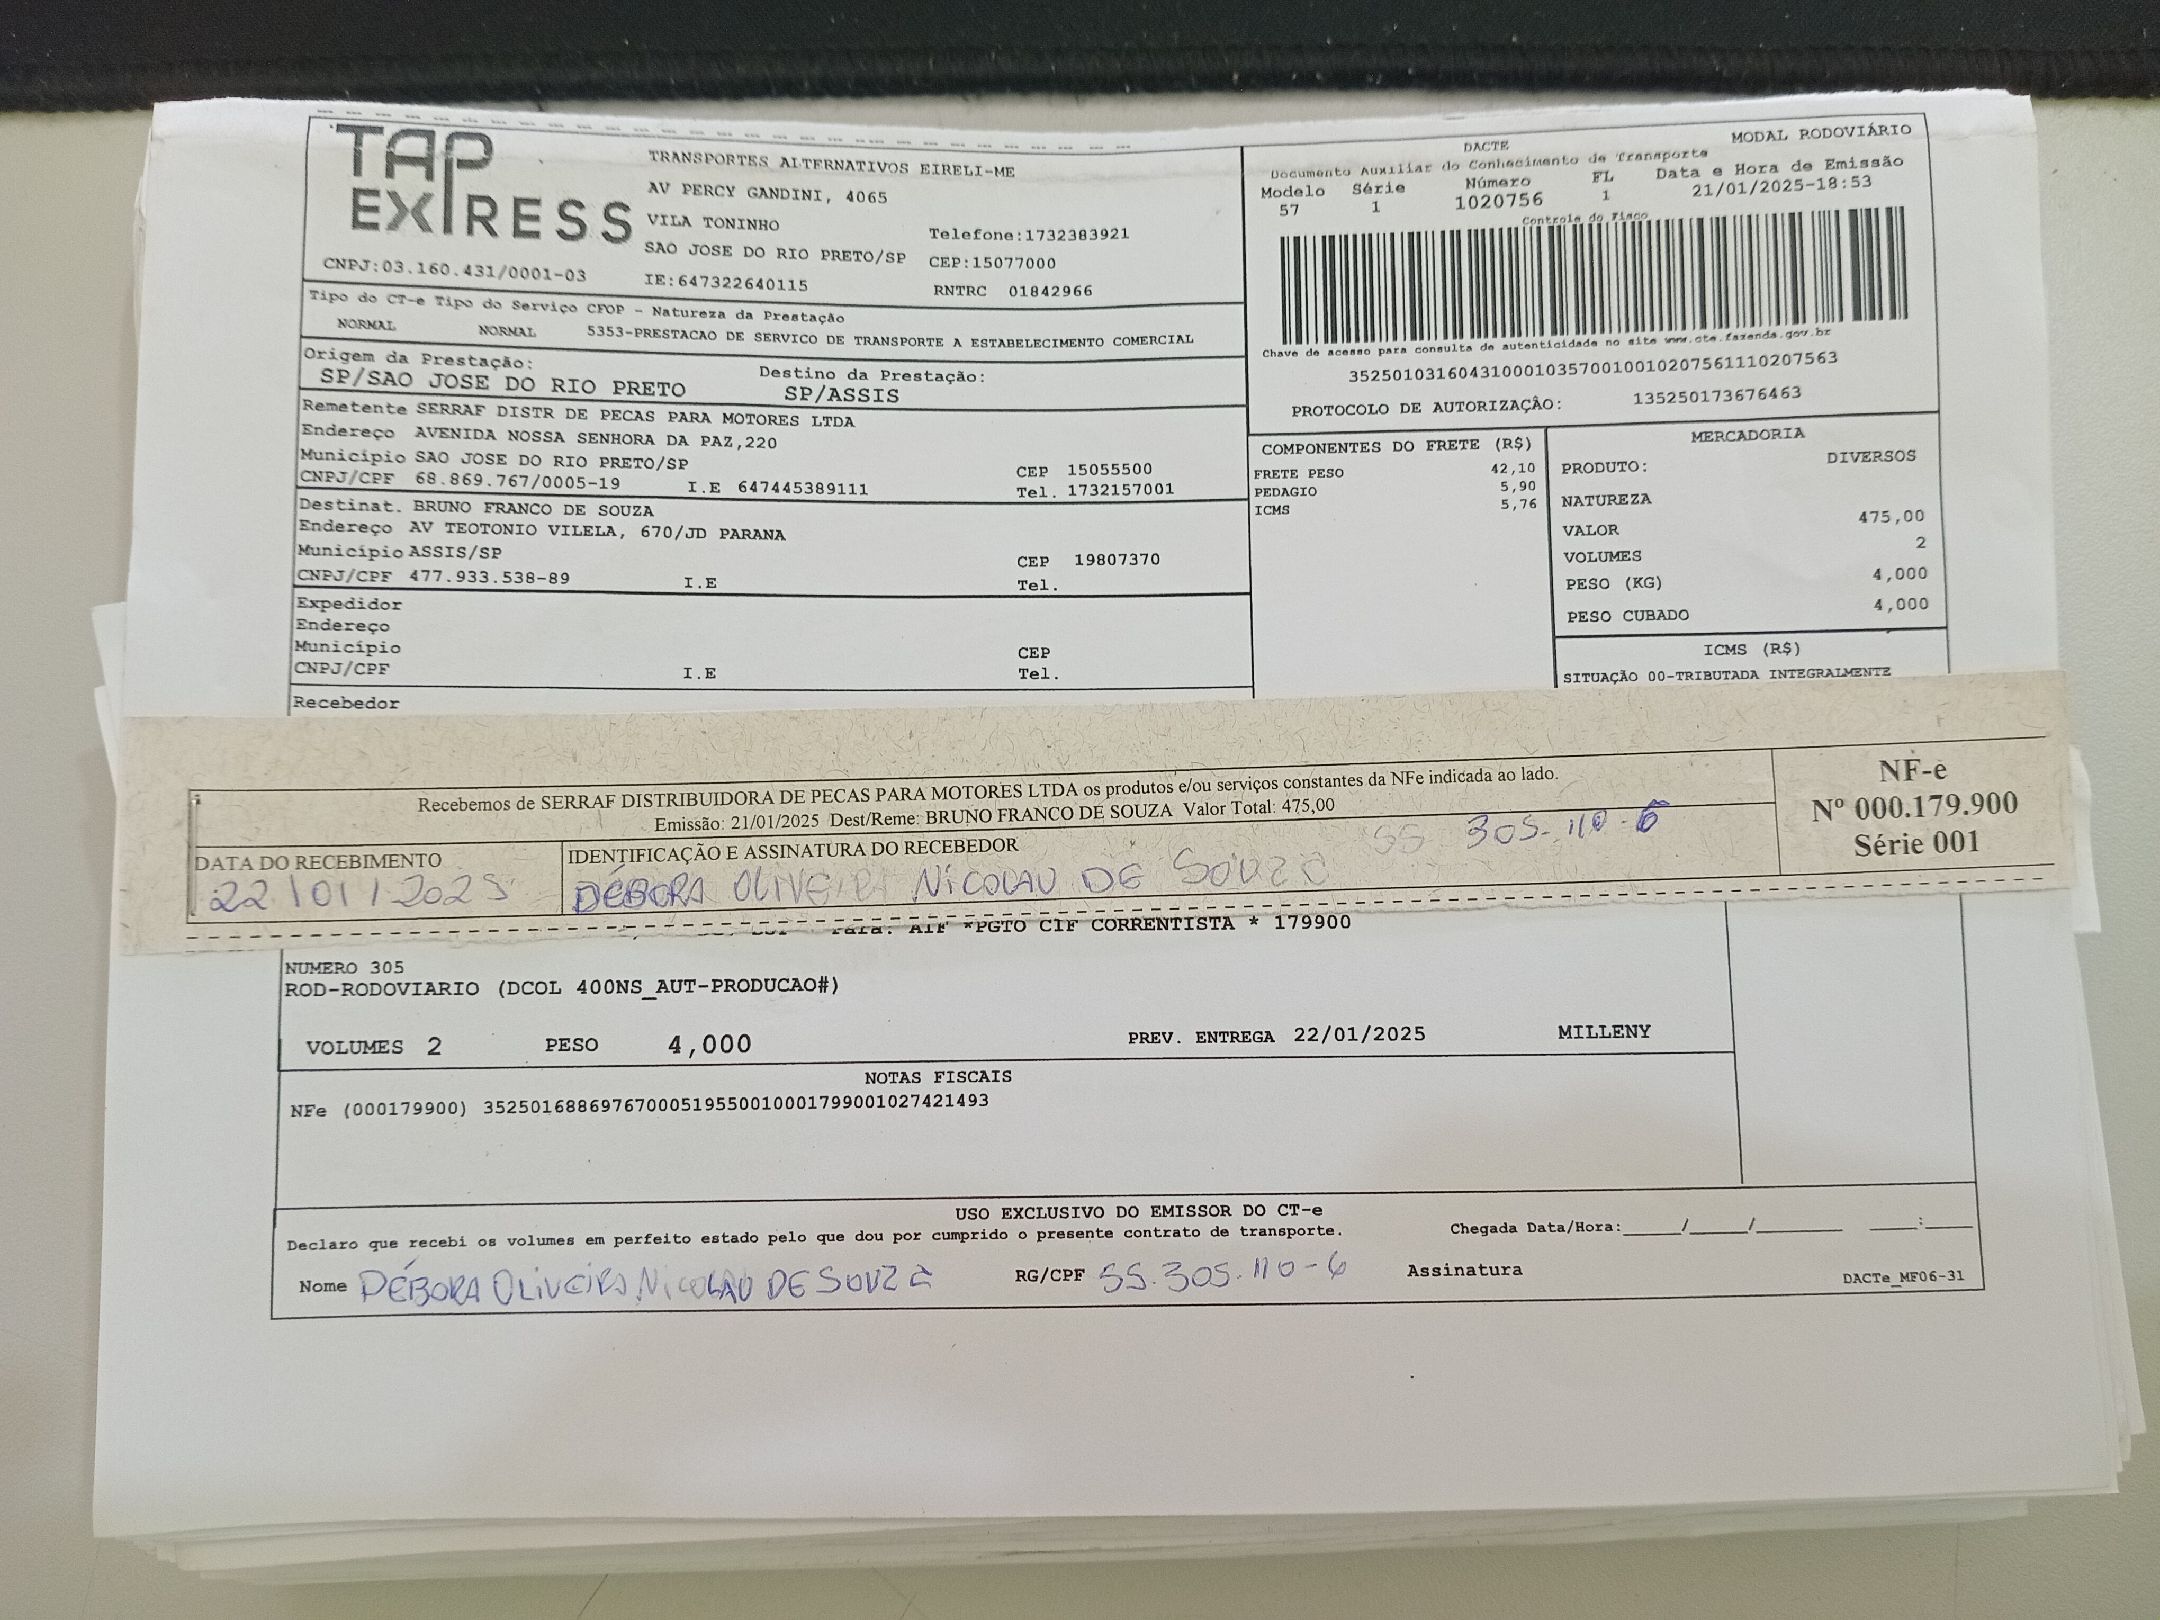 TAP EXPRESS
TRANSPORTES ALTERNATIVOS EIRELI-ME
AV PERCY GANDINI, 4065
VILA TONINHO
Telefone:1732383921
SAO JOSE DO RIO PRETO/SP CEP:15077000
CNPJ:03.160.431/0001-03 IE:647322640115 RNTRC 01842966
Tipo do CT-e Tipo do Serviço CFOP - Natureza da Prestação
NORMAL NORMAL 5353-PRESTACAO DE SERVICO DE TRANSPORTE A ESTABELECIMENTO COMERCIAL
Origem da Prestação: Destino da Prestação:
SP/SAO JOSE DO RIO PRETO SP/ASSIS
Remetente SERRAF DISTR DE PECAS PARA MOTORES LTDA
Endereço AVENIDA NOSSA SENHORA DA PAZ,220
Município SAO JOSE DO RIO PRETO/SP CEP 15055500
CNPJ/CPF 68.869.767/0005-19 I.E 647445389111 Tel. 1732157001
Destinat. BRUNO FRANCO DE SOUZA
Endereço AV TEOTONIO VILELA, 670/JD PARANA
Município ASSIS/SP CEP 19807370
CNPJ/CPF 477.933.538-89 I.E Tel.
Expedidor
Endereço
Município CEP
CNPJ/CPF I.E Tel.
Recebedor
DACTE MODAL RODOVIÁRIO
Documento Auxiliar do Conhecimento de Transporte
Modelo Série Número FL Data e Hora de Emissão
57 1 1020756 1 21/01/2025-18:53
Controle do Fisco
Chave de acesso para consulta de autenticidade no site www.cte.fazenda.gov.br
35250103160431000103570010010207561110207563
PROTOCOLO DE AUTORIZAÇÃO: 135250173676463
COMPONENTES DO FRETE (R$)
FRETE PESO 42,10
PEDAGIO 5,90
ICMS 5,76
MERCADORIA
PRODUTO: DIVERSOS
NATUREZA
VALOR 475,00
VOLUMES 2
PESO (KG) 4,000
PESO CUBADO 4,000
ICMS (R$)
SITUAÇÃO 00-TRIBUTADA INTEGRALMENTE
Recebemos de SERRAF DISTRIBUIDORA DE PECAS PARA MOTORES LTDA os produtos e/ou serviços constantes da NFe indicada ao lado.
Emissão: 21/01/2025 Dest/Reme: BRUNO FRANCO DE SOUZA Valor Total: 475,00
DATA DO RECEBIMENTO IDENTIFICAÇÃO E ASSINATURA DO RECEBEDOR 55 305-110-6
22/01/2025 DÉBORA OLIVEIRA NICOLAU DE SOUZA
NF-e
Nº 000.179.900
Série 001
Para: *PGTO CIF CORRENTISTA * 179900
NUMERO 305
ROD-RODOVIARIO (DCOL 400NS_AUT-PRODUCAO#)
VOLUMES 2 PESO 4,000 PREV. ENTREGA 22/01/2025 MILLENY
NOTAS FISCAIS
NFe (000179900) 35250168869767000519550010001799001027421493
USO EXCLUSIVO DO EMISSOR DO CT-e
Declaro que recebi os volumes em perfeito estado pelo que dou por cumprido o presente contrato de transporte. Chegada Data/Hora:_____/_____/________ ____:____
Nome DÉBORA OLIVEIRA NICOLAU DE SOUZA RG/CPF 55.305.110-6 Assinatura DACTe_MF06-31